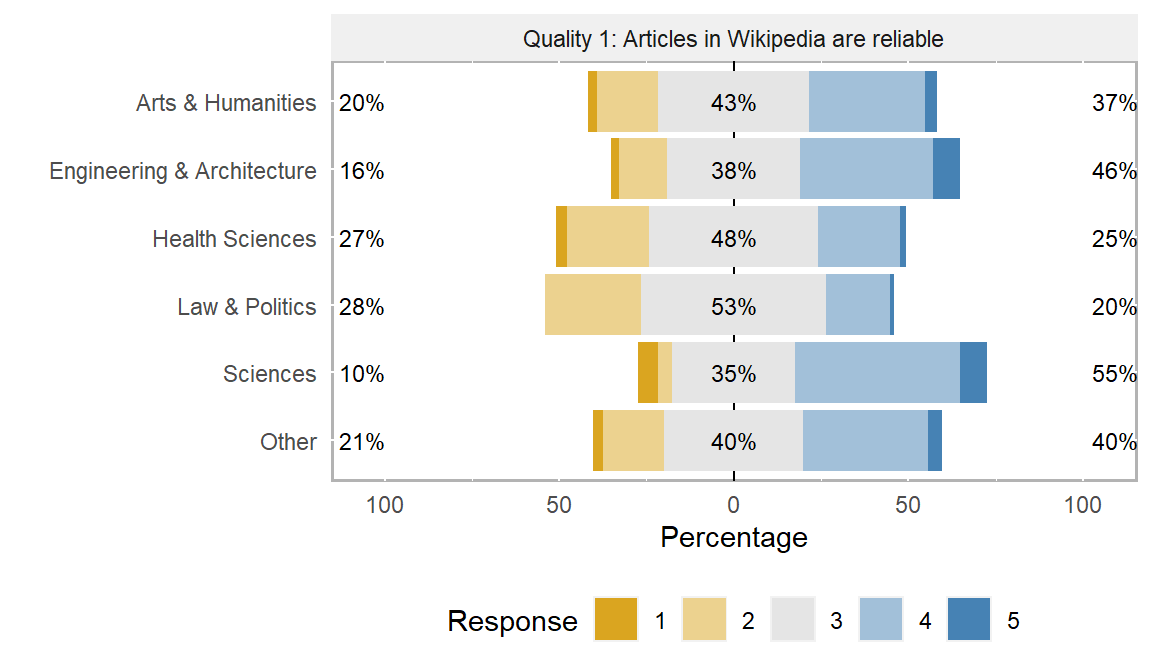 Quality 1: Articles in Wikipedia are reliable
Arts & Humanities 20% 43% 37%
Engineering & Architecture 16% 38% 46%
Health Sciences 27% 48% 25%
Law & Politics 28% 53% 20%
Sciences 10% 35% 55%
Other 21% 40% 40%
100 50 0 50 100
Percentage
Response 1 2 3 4 5